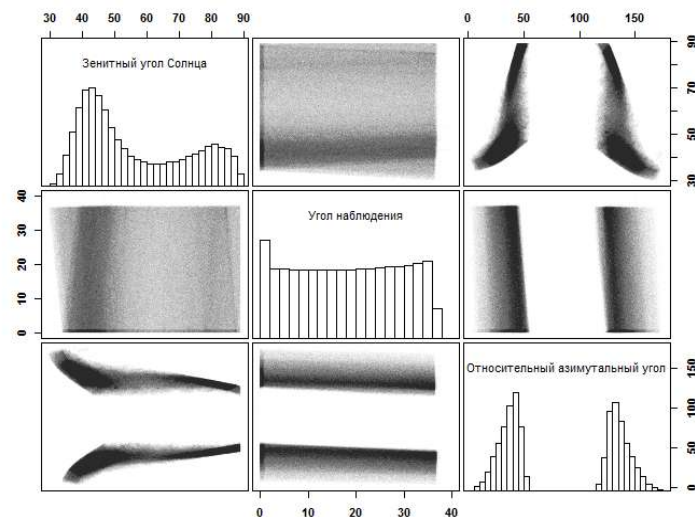 30 40 50 60 70 80 90
0 50 100 150
Зенитный угол Солнца
30 50 70 90
0 10 20 30 40
Угол наблюдения
Относительный азимутальный угол
0 50 100 150
0 10 20 30 40